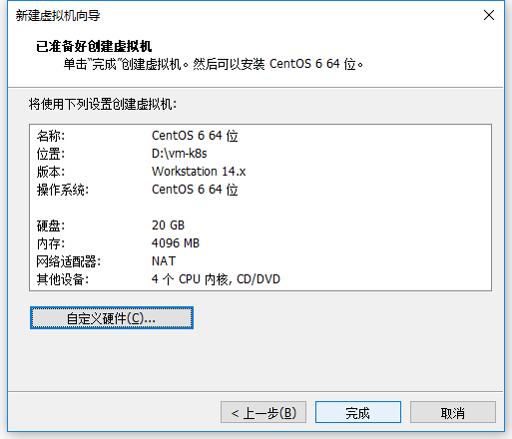 新建虚拟机向导
已准备好创建虚拟机
单击“完成”创建虚拟机。然后可以安装 CentOS 6 64 位。
将使用下列设置创建虚拟机:
名称: CentOS 6 64 位
位置: D:\vm-k8s
版本: Workstation 14.x
操作系统: CentOS 6 64 位
硬盘: 20 GB
内存: 4096 MB
网络适配器: NAT
其他设备: 4 个 CPU 内核, CD/DVD
自定义硬件(C)...
< 上一步(B) 完成 取消